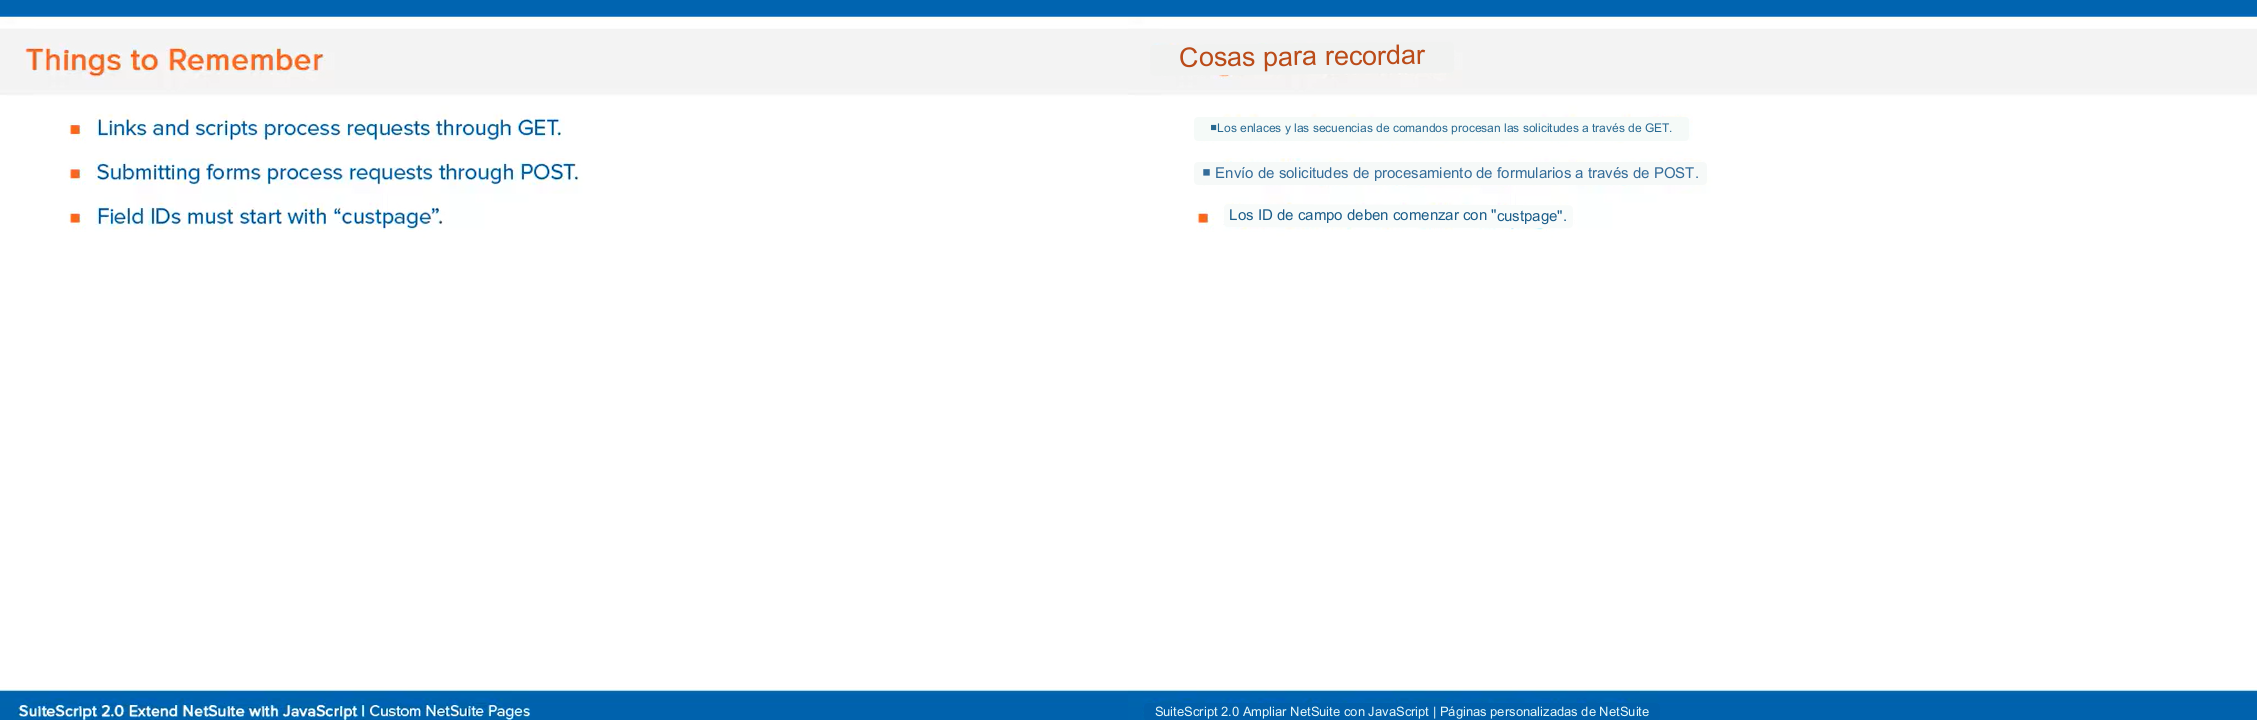 Things to Remember
▪ Links and scripts process requests through GET.
▪ Submitting forms process requests through POST.
▪ Field IDs must start with “custpage”.
SuiteScript 2.0 Extend NetSuite with JavaScript | Custom NetSuite Pages
Cosas para recordar
▪Los enlaces y las secuencias de comandos procesan las solicitudes a través de GET.
▪ Envío de solicitudes de procesamiento de formularios a través de POST.
▪ Los ID de campo deben comenzar con "custpage".
SuiteScript 2.0 Ampliar NetSuite con JavaScript | Páginas personalizadas de NetSuite